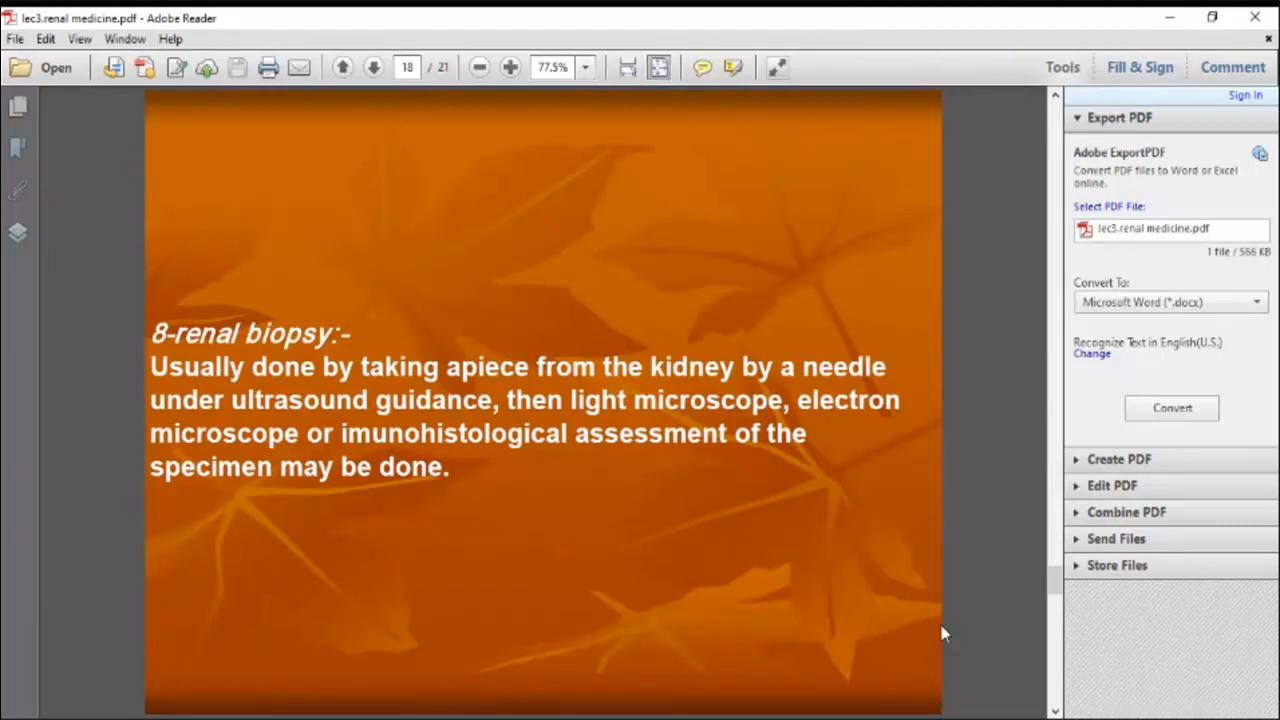 lec3.renal medicine.pdf - Adobe Reader
File Edit View Window Help
Open 18 / 21 77.5% Tools Fill & Sign Comment
Sign In
Export PDF
Adobe ExportPDF
Convert PDF files to Word or Excel
online.
Select PDF File:
lec3.renal medicine.pdf
1 file / 566 KB
Convert To:
Microsoft Word (*.docx)
Recognize Text in English(U.S.)
Change
Convert
Create PDF
Edit PDF
Combine PDF
Send Files
Store Files
8-renal biopsy:-
Usually done by taking apiece from the kidney by a needle
under ultrasound guidance, then light microscope, electron
microscope or imunohistological assessment of the
specimen may be done.